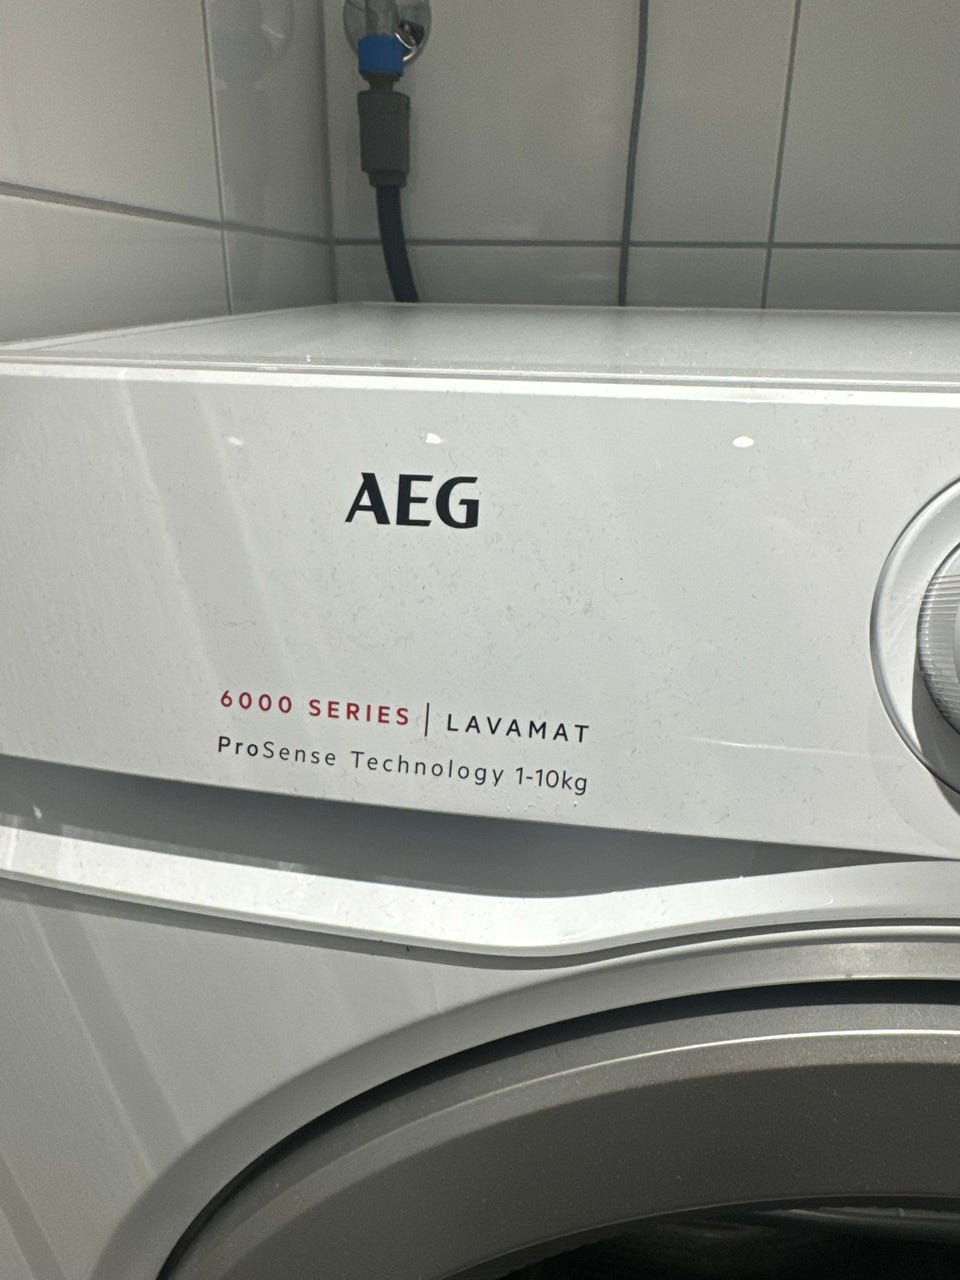 AEG
6000 SERIES | LAVAMAT
ProSense Technology 1-10kg